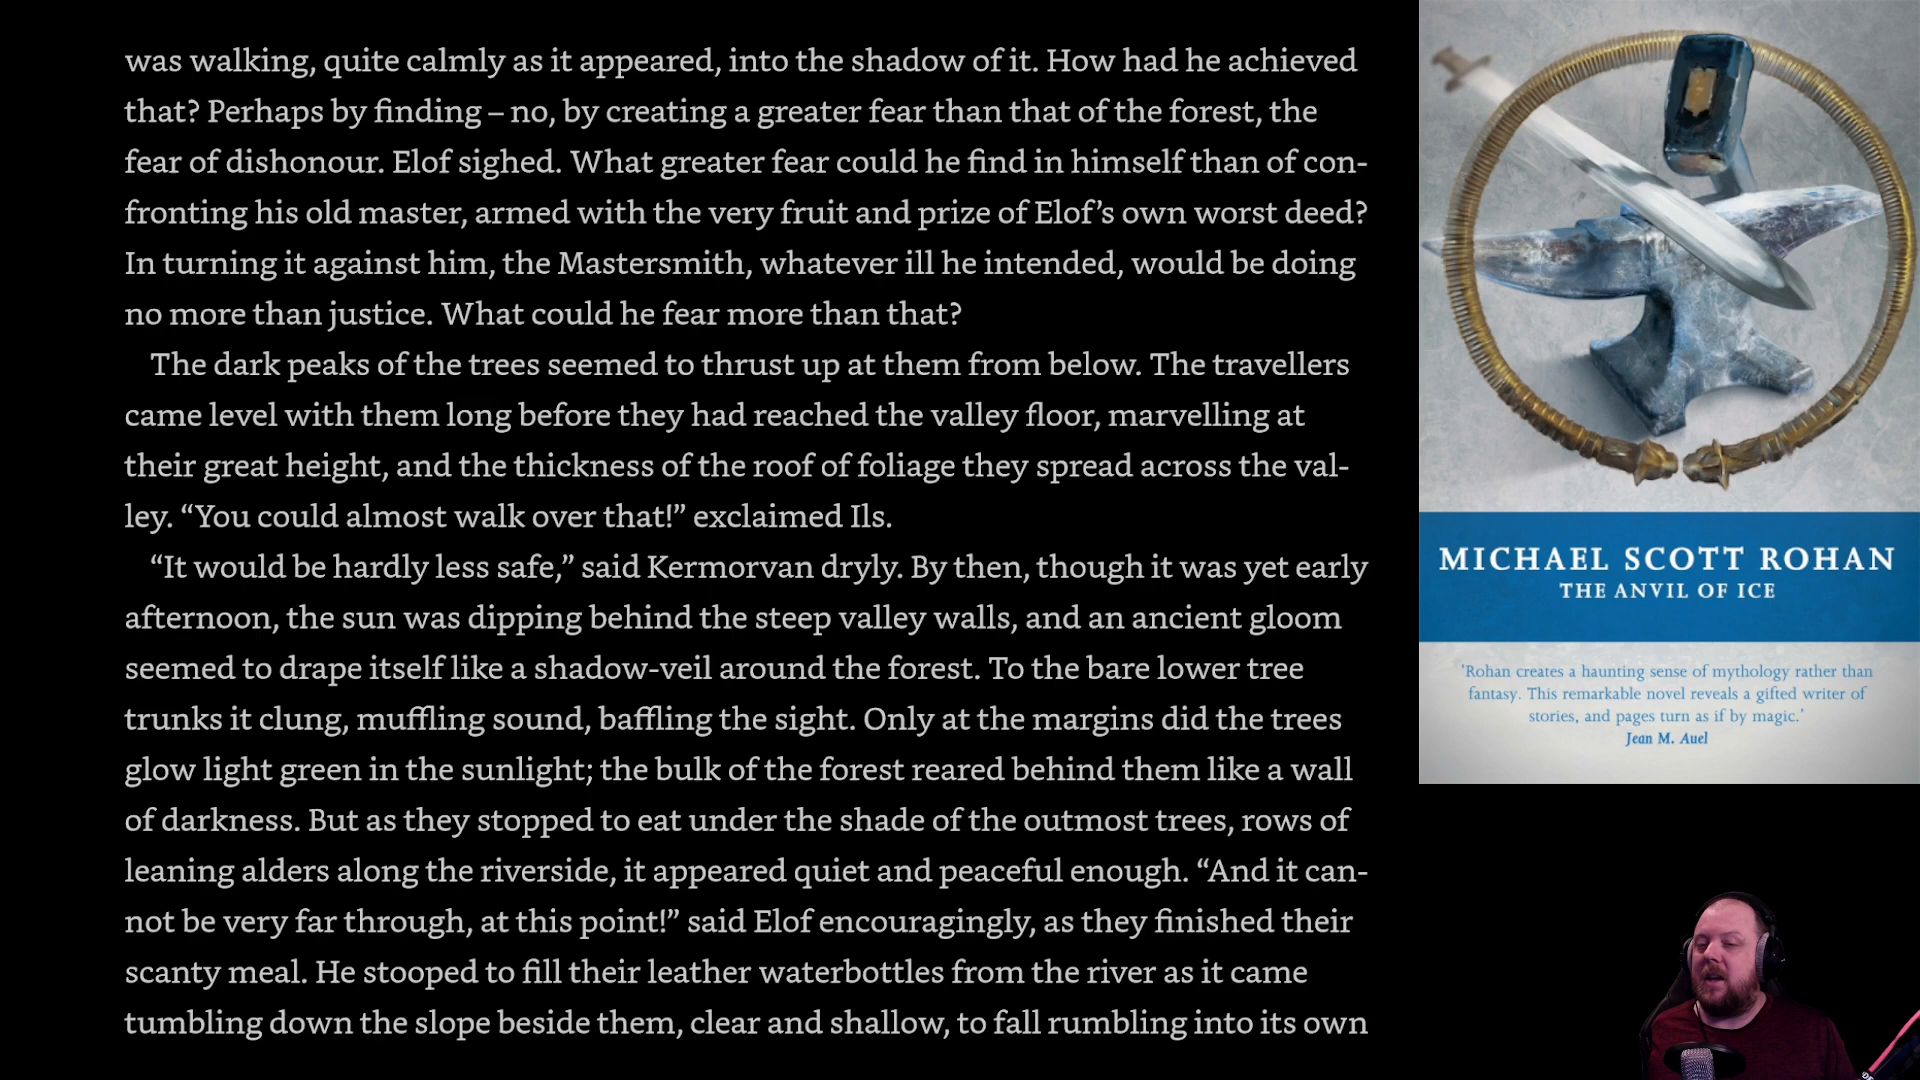 was walking, quite calmly as it appeared, into the shadow of it. How had he achieved
that? Perhaps by finding – no, by creating a greater fear than that of the forest, the
fear of dishonour. Elof sighed. What greater fear could he find in himself than of con-
fronting his old master, armed with the very fruit and prize of Elof’s own worst deed?
In turning it against him, the Mastersmith, whatever ill he intended, would be doing
no more than justice. What could he fear more than that?
The dark peaks of the trees seemed to thrust up at them from below. The travellers
came level with them long before they had reached the valley floor, marvelling at
their great height, and the thickness of the roof of foliage they spread across the val-
ley. “You could almost walk over that!” exclaimed Ils.
“It would be hardly less safe,” said Kermorvan dryly. By then, though it was yet early
afternoon, the sun was dipping behind the steep valley walls, and an ancient gloom
seemed to drape itself like a shadow-veil around the forest. To the bare lower tree
trunks it clung, muffling sound, baffling the sight. Only at the margins did the trees
glow light green in the sunlight; the bulk of the forest reared behind them like a wall
of darkness. But as they stopped to eat under the shade of the outmost trees, rows of
leaning alders along the riverside, it appeared quiet and peaceful enough. “And it can-
not be very far through, at this point!” said Elof encouragingly, as they finished their
scanty meal. He stooped to fill their leather waterbottles from the river as it came
tumbling down the slope beside them, clear and shallow, to fall rumbling into its own
MICHAEL SCOTT ROHAN
THE ANVIL OF ICE
‘Rohan creates a haunting sense of mythology rather than
fantasy. This remarkable novel reveals a gifted writer of
stories, and pages turn as if by magic.’
Jean M. Auel